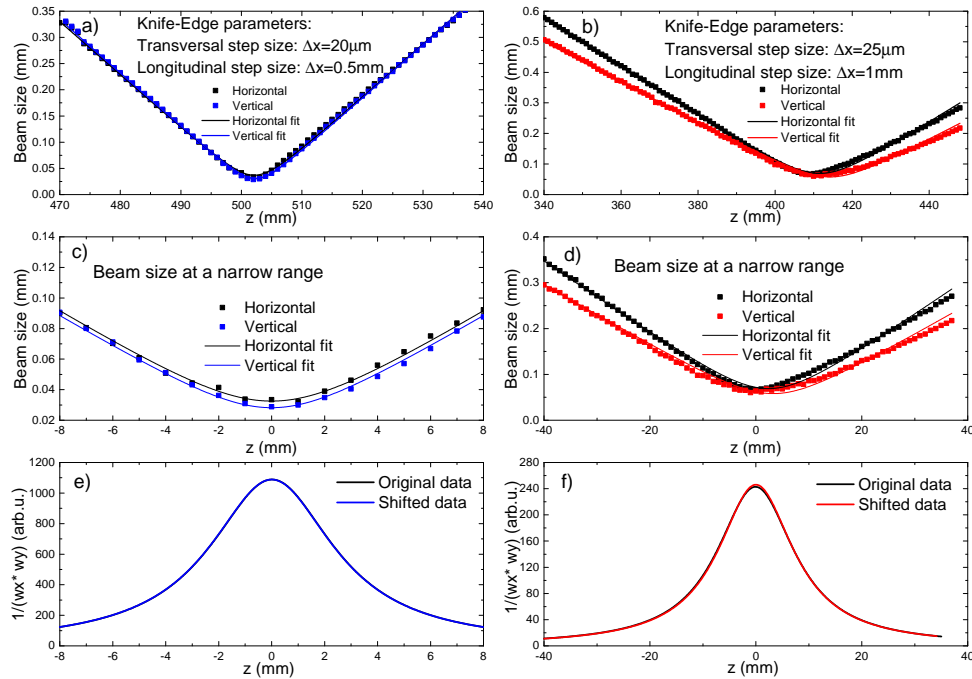 a)
Knife-Edge parameters:
Transversal step size: Δx=20μm
Longitudinal step size: Δx=0.5mm
Horizontal
Vertical
Horizontal fit
Vertical fit
Beam size (mm)
0.35
0.30
0.25
0.20
0.15
0.10
0.05
0.00
470 480 490 500 510 520 530 540
z (mm)
b)
Knife-Edge parameters:
Transversal step size: Δx=25μm
Longitudinal step size: Δx=1mm
Horizontal
Vertical
Horizontal fit
Vertical fit
Beam size (mm)
0.6
0.5
0.4
0.3
0.2
0.1
0.0
340 360 380 400 420 440
z (mm)
c)
Beam size at a narrow range
Horizontal
Vertical
Horizontal fit
Vertical fit
Beam size (mm)
0.14
0.12
0.10
0.08
0.06
0.04
0.02
-8 -6 -4 -2 0 2 4 6 8
z (mm)
d)
Beam size at a narrow range
Horizontal
Vertical
Horizontal fit
Vertical fit
Beam size (mm)
0.4
0.3
0.2
0.1
0.0
-40 -20 0 20 40
z (mm)
e)
Original data
Shifted data
1/(wx* wy) (arb.u.)
1200
1000
800
600
400
200
0
-8 -6 -4 -2 0 2 4 6 8
z (mm)
f)
Original data
Shifted data
1/(wx* wy) (arb.u.)
280
240
200
160
120
80
40
0
-40 -20 0 20 40
z (mm)